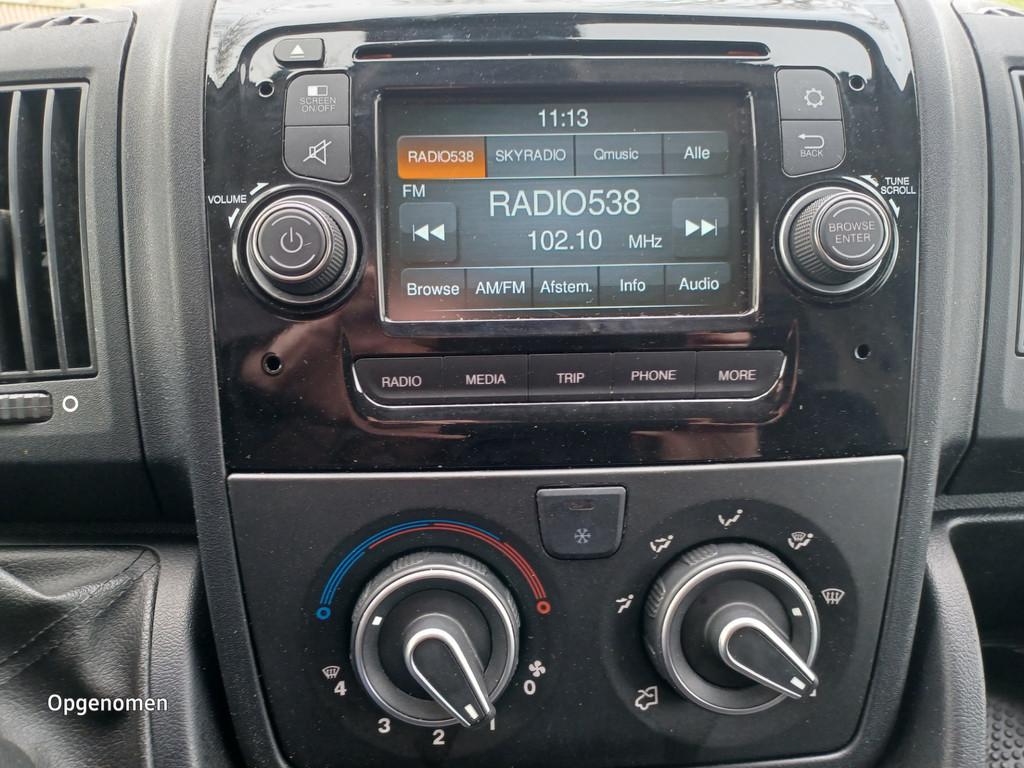 SCREEN
ON/OFF
11:13
RADIO538 SKYRADIO Qmusic Alle
BACK
FM
VOLUME
TUNE
SCROLL
RADIO538
102.10 MHz
BROWSE
ENTER
Browse AM/FM Afstem. Info Audio
RADIO MEDIA TRIP PHONE MORE
4
0
3
2
1
Opgenomen